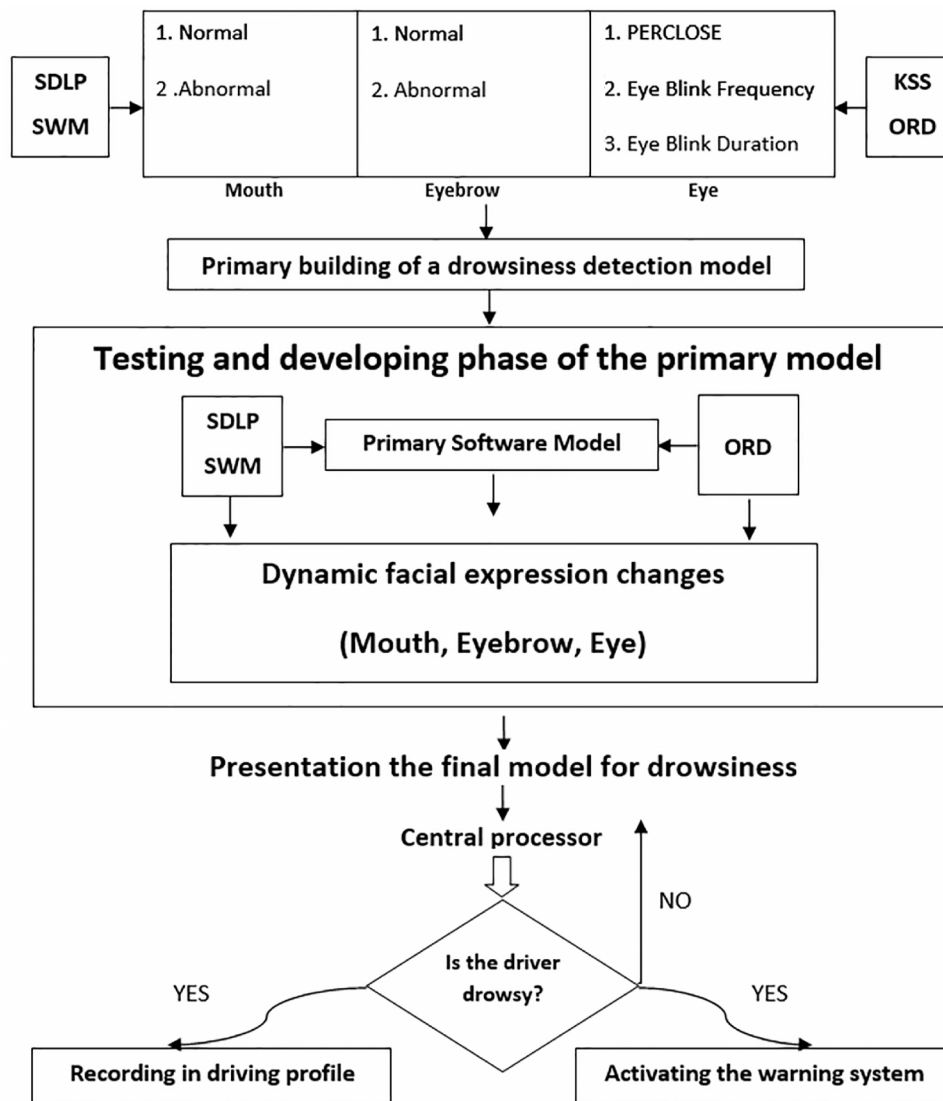 SDLP
SWM
1. Normal
2 .Abnormal
Mouth
1. Normal
2. Abnormal
Eyebrow
1. PERCLOSE
2. Eye Blink Frequency
3. Eye Blink Duration
Eye
KSS
ORD
Primary building of a drowsiness detection model
Testing and developing phase of the primary model
SDLP
SWM
Primary Software Model
ORD
Dynamic facial expression changes
(Mouth, Eyebrow, Eye)
Presentation the final model for drowsiness
Central processor
NO
Is the driver
drowsy?
YES
YES
Recording in driving profile
Activating the warning system